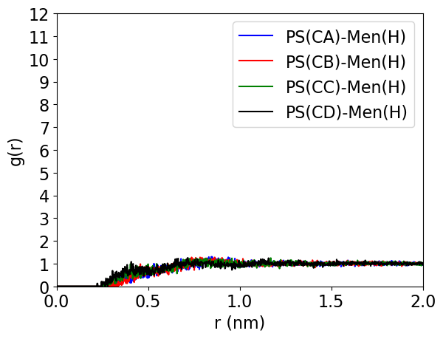 12
11
10
9
8
7
6
5
4
3
2
1
0
g(r)
PS(CA)-Men(H)
PS(CB)-Men(H)
PS(CC)-Men(H)
PS(CD)-Men(H)
0.0 0.5 1.0 1.5 2.0
r (nm)